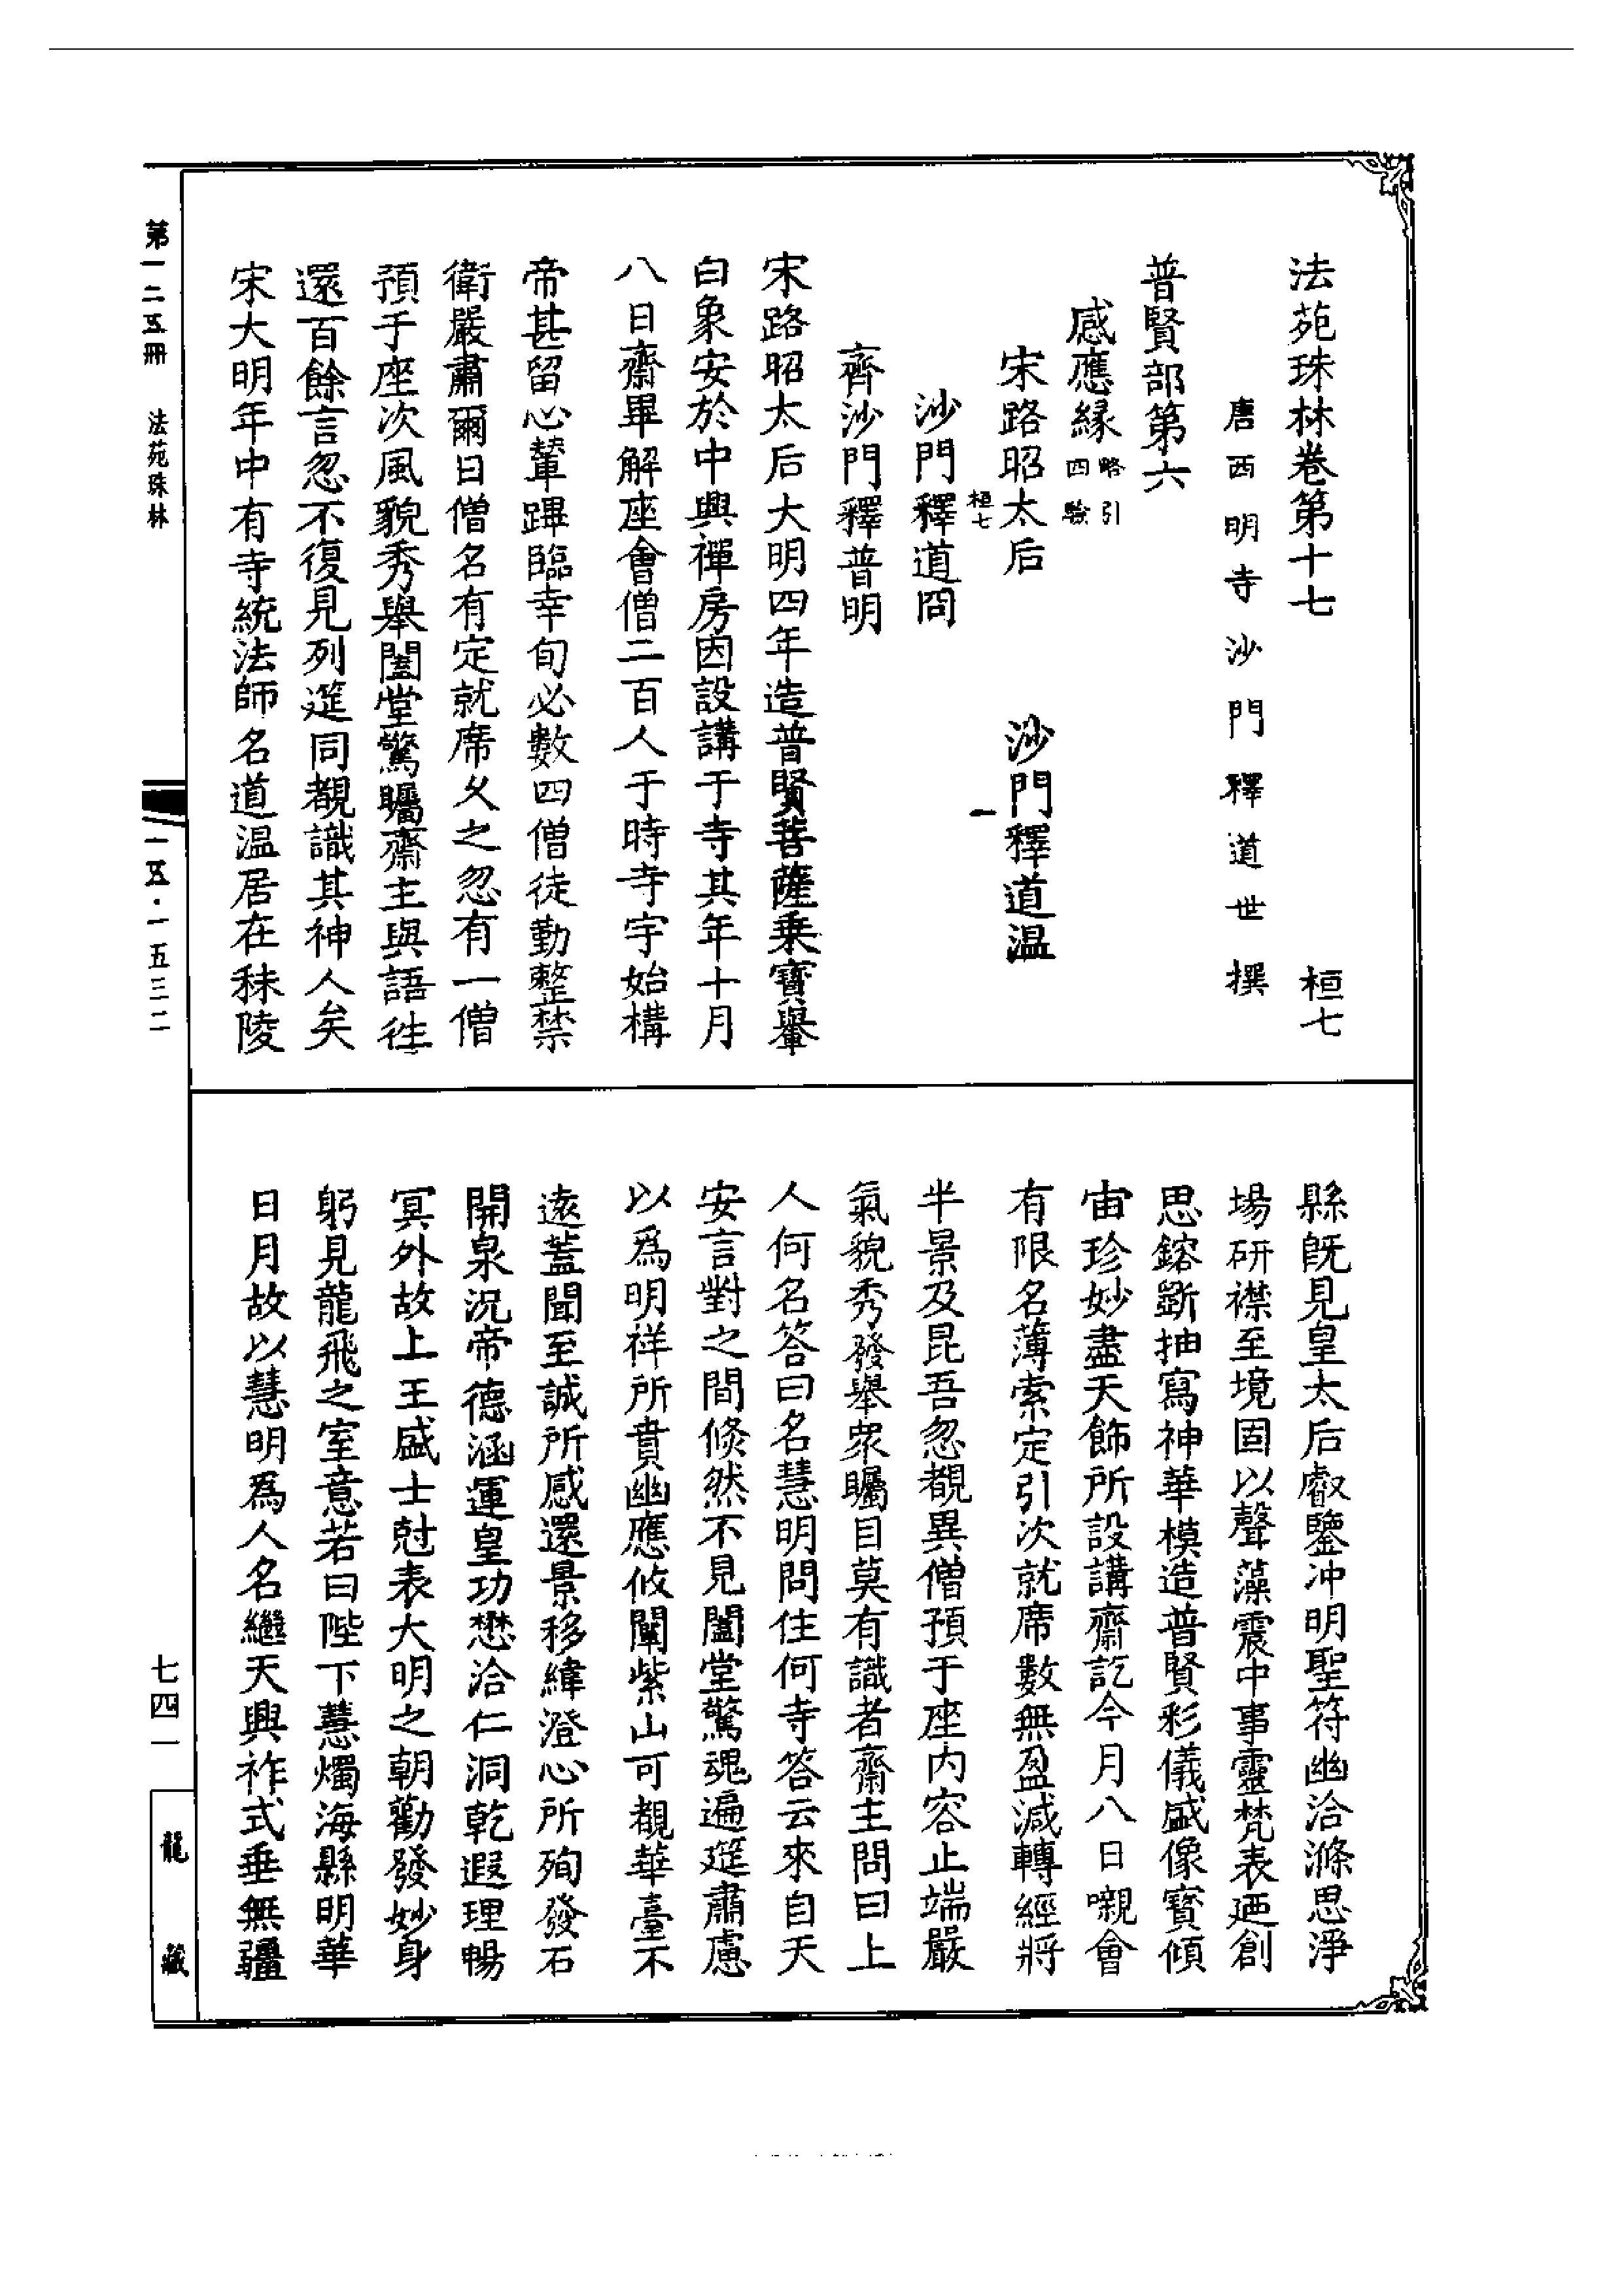 法苑珠林卷第十七　桓七
唐西明寺沙門釋道世撰
普賢部第六
感應緣略引四驗
宋路昭太后　沙門釋道温
桓七　一
沙門釋道冏
齊沙門釋普明
宋路昭太后大明四年造普賢菩薩乗寶轝
白象安於中興禪房因設講于寺其年十月
八日齋畢解座會僧二百人于時寺宇始構
帝甚留心輦蹕臨幸旬必數四僧徒勤整禁
衛嚴肅爾日僧名有定就席乆之忽有一僧
預于座次風貌秀舉闔堂驚矚齋主與語徃
還百餘言忽不復見列筵同覩識其神人矣
宋大明年中有寺統法師名道温居在秣陵
縣旣見皇太后叡鑒沖明聖符幽洽滌思淨
場研襟至境固以聲藻震中事靈梵表廼創
思鎔斵抽寫神華模造普賢彩儀盛像寶傾
宙珍妙盡天飾所設講齋訖今月八日嚫會
有限名薄索定引次就席數無盈減轉經將
半景及昆吾忽覩異僧預于座內容止端嚴
氣貌秀發舉衆矚目莫有識者齋主問曰上
人何名答曰名慧明問住何寺答云來自天
安言對之間倏然不見闔堂驚魂遍筵肅慮
以爲明祥所賁幽應攸闡紫山可覩華臺不
遠蓋聞至誠所感還景移緯澄心所殉發石
開泉況帝德涵運皇功懋洽仁洞乾遐理暢
冥外故上王盛士尅表大明之朝勸發妙身
躬見龍飛之室意若曰陛下慧燭海縣明華
日月故以慧明爲人名繼天興祚式垂無疆
第一二五冊　法苑珠林
一五·一五三二
七四一
龍藏